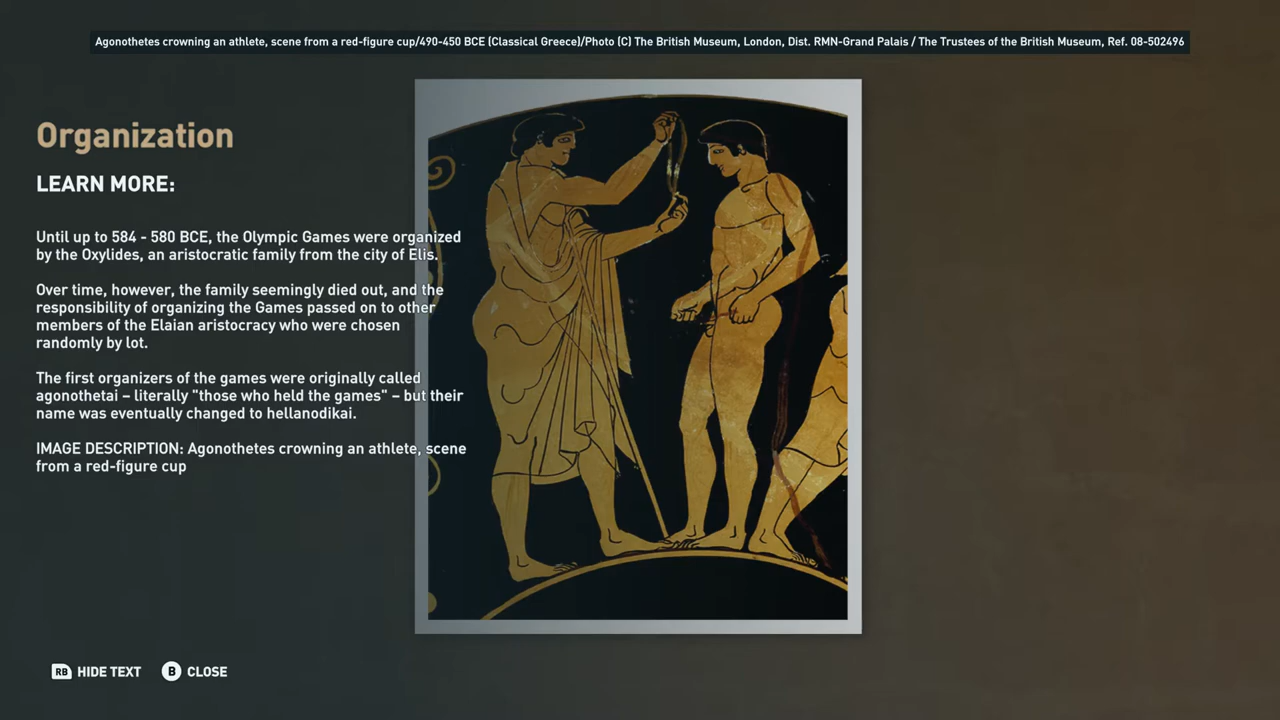 Agonothetes crowning an athlete, scene from a red-figure cup/490-450 BCE (Classical Greece)/Photo (C) The British Museum, London, Dist. RMN-Grand Palais / The Trustees of the British Museum, Ref. 08-502496
Organization
LEARN MORE:
Until up to 584 - 580 BCE, the Olympic Games were organized
by the Oxylides, an aristocratic family from the city of Elis.
Over time, however, the family seemingly died out, and the
responsibility of organizing the Games passed on to other
members of the Elaian aristocracy who were chosen
randomly by lot.
The first organizers of the games were originally called
agonothetai – literally "those who held the games" – but their
name was eventually changed to hellanodikai.
IMAGE DESCRIPTION: Agonothetes crowning an athlete, scene
from a red-figure cup
RB HIDE TEXT B CLOSE